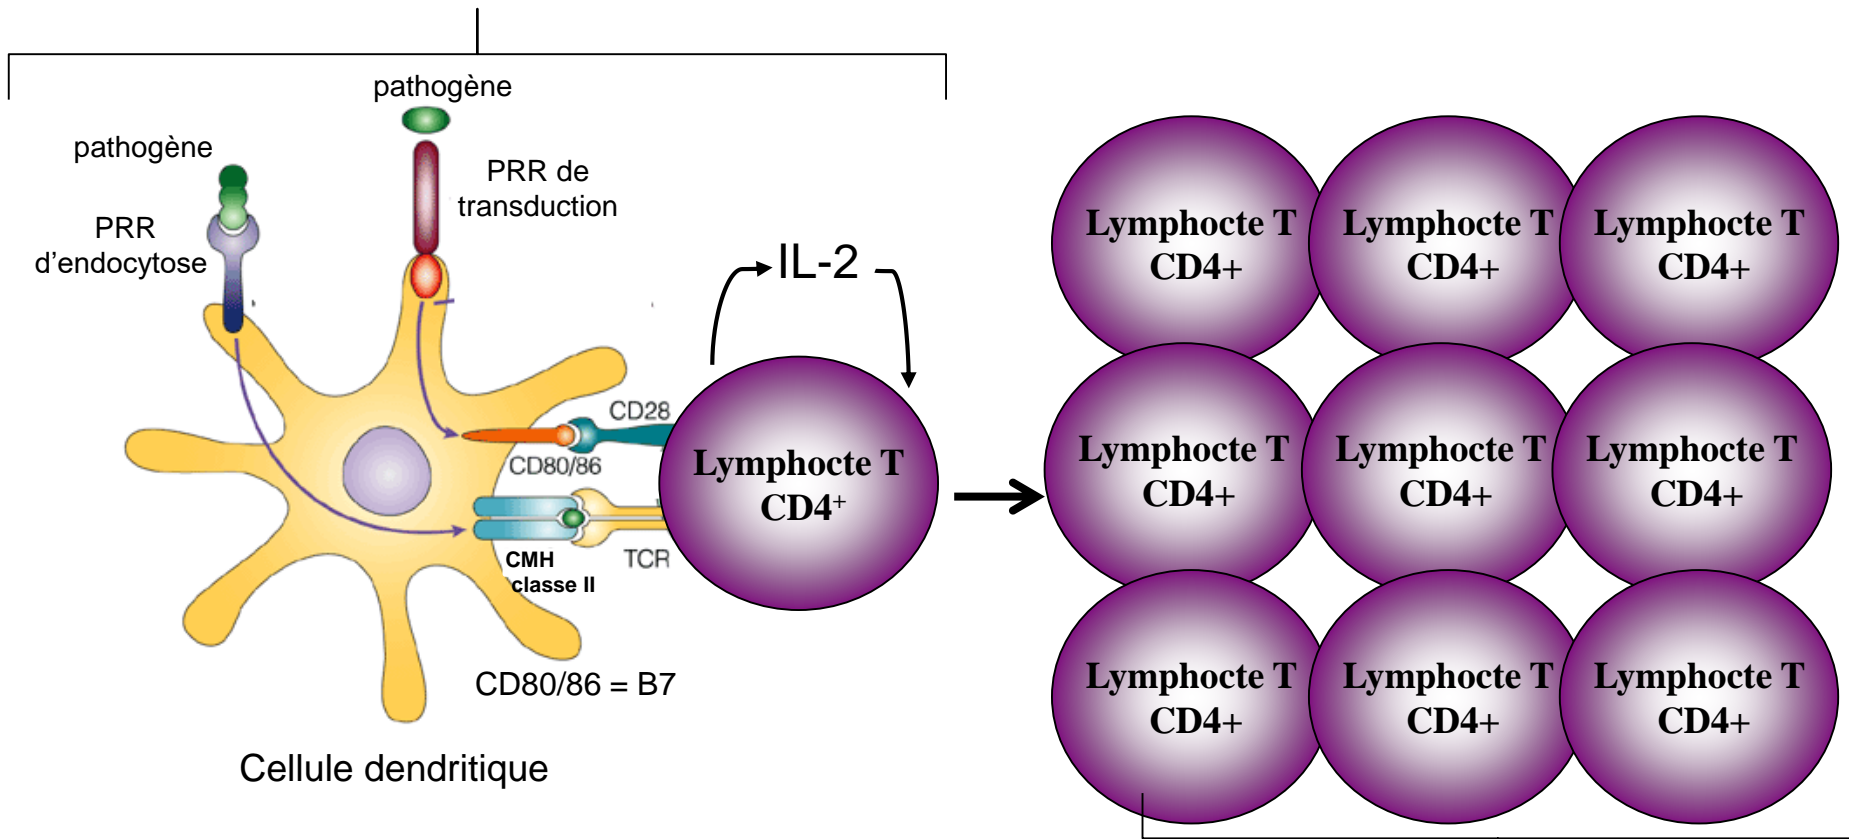 pathogène
pathogène
PRR de
transduction
PRR
d'endocytose
IL-2
CD28
CD80/86
Lymphocte T
CD4⁺
CMH
classe II
TCR
CD80/86 = B7
Cellule dendritique
Lymphocte T
CD4+
Lymphocte T
CD4+
Lymphocte T
CD4+
Lymphocte T
CD4+
Lymphocte T
CD4+
Lymphocte T
CD4+
Lymphocte T
CD4+
Lymphocte T
CD4+
Lymphocte T
CD4+